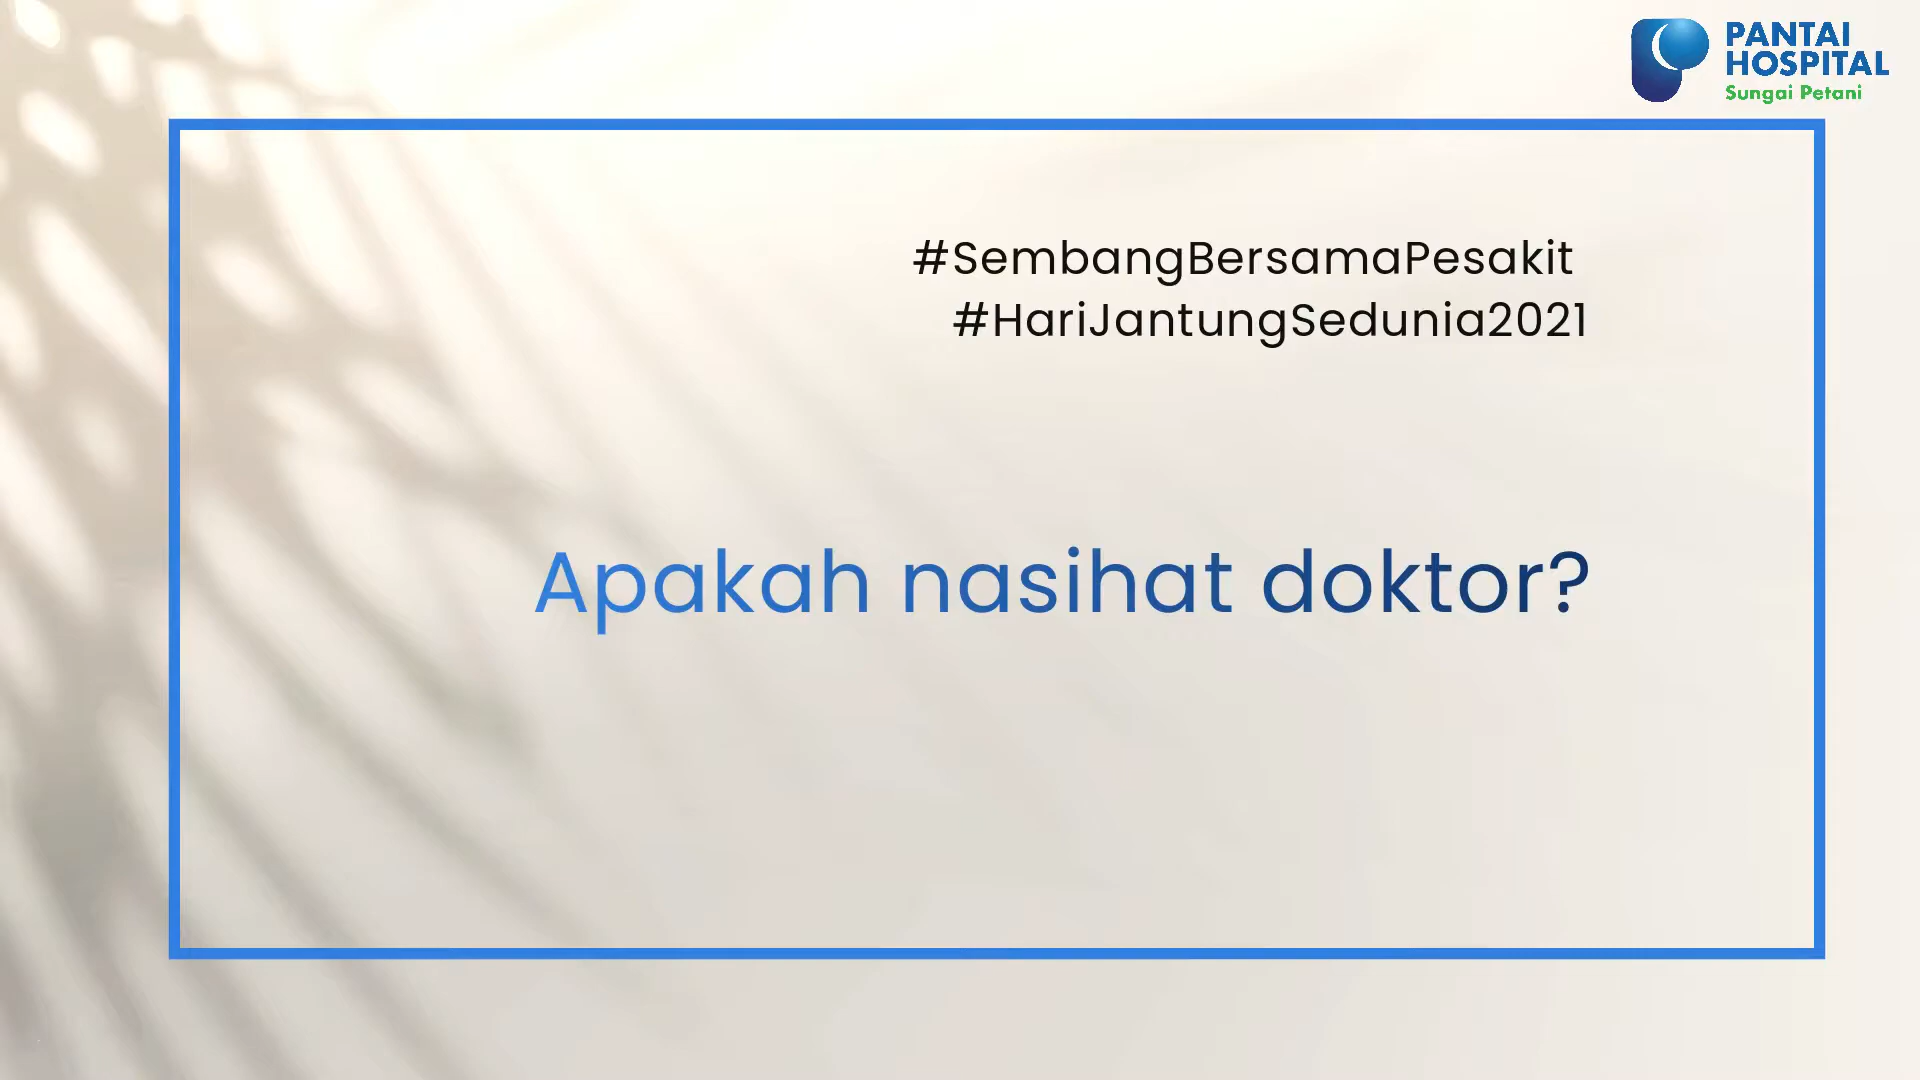 PANTAI
HOSPITAL
Sungai Petani
#SembangBersamaPesakit
#HariJantungSedunia2021
Apakah nasihat doktor?